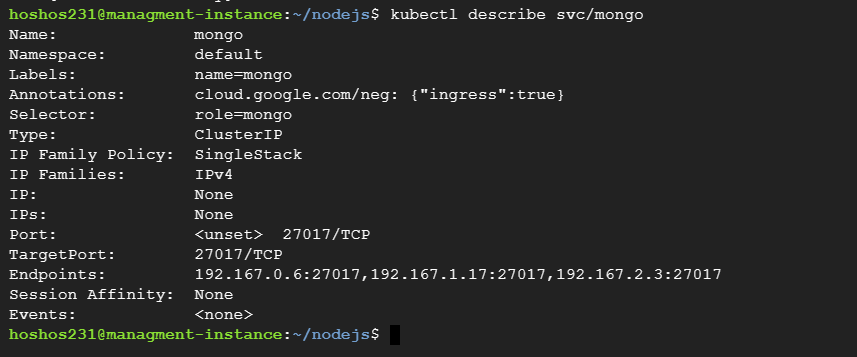 hoshos231@managment-instance:~/nodejs$ kubectl describe svc/mongo
Name:              mongo
Namespace:         default
Labels:            name=mongo
Annotations:       cloud.google.com/neg: {"ingress":true}
Selector:          role=mongo
Type:              ClusterIP
IP Family Policy:  SingleStack
IP Families:       IPv4
IP:                None
IPs:               None
Port:              <unset>  27017/TCP
TargetPort:        27017/TCP
Endpoints:         192.167.0.6:27017,192.167.1.17:27017,192.167.2.3:27017
Session Affinity:  None
Events:            <none>
hoshos231@managment-instance:~/nodejs$